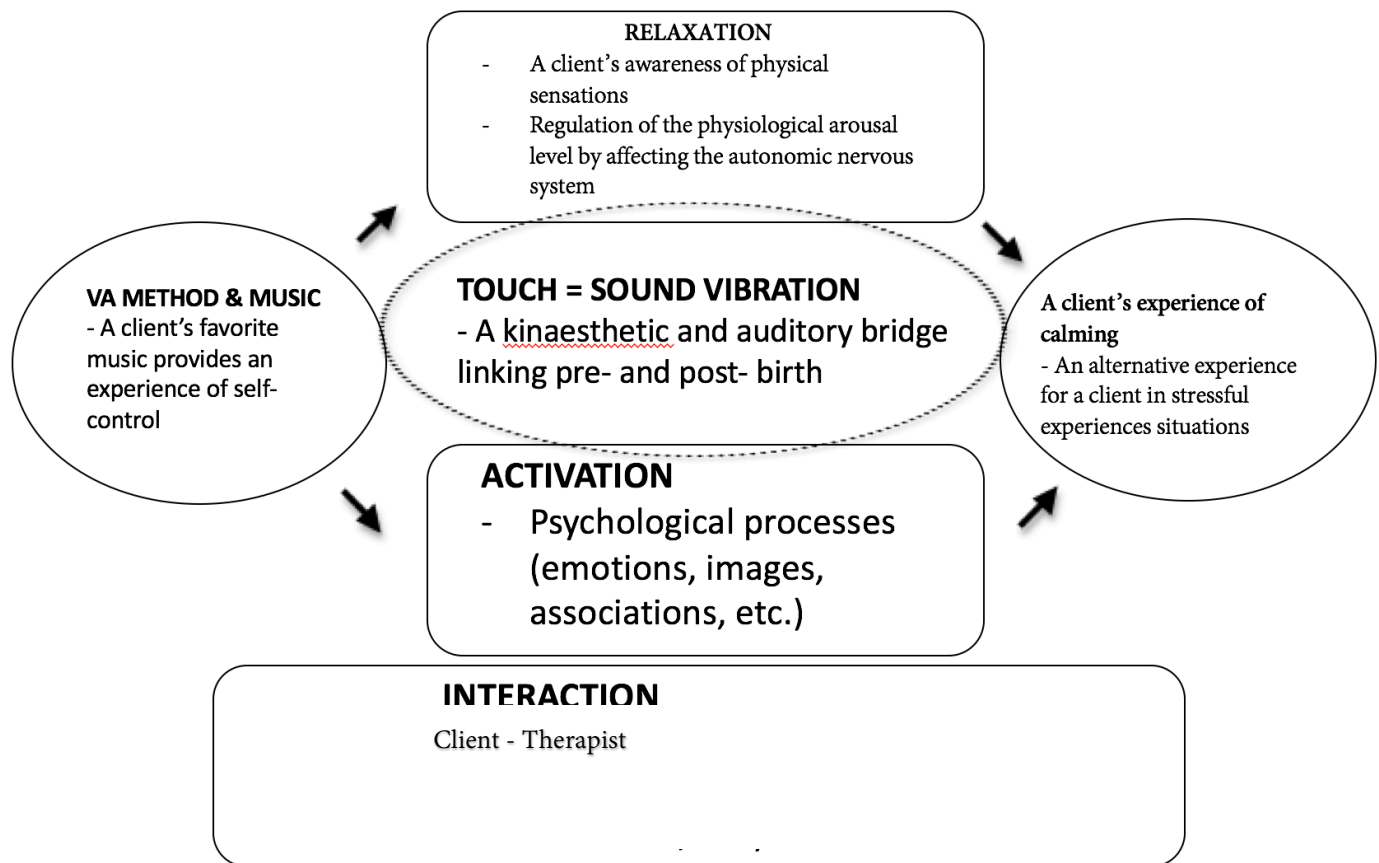 RELAXATION
- A client’s awareness of physical
sensations
- Regulation of the physiological arousal
level by affecting the autonomic nervous
system
VA METHOD & MUSIC
- A client’s favorite
music provides an
experience of self-
control
TOUCH = SOUND VIBRATION
- A kinaesthetic and auditory bridge
linking pre- and post- birth
A client’s experience of
calming
- An alternative experience
for a client in stressful
experiences situations
ACTIVATION
- Psychological processes
(emotions, images,
associations, etc.)
INTERACTION
Client - Therapist